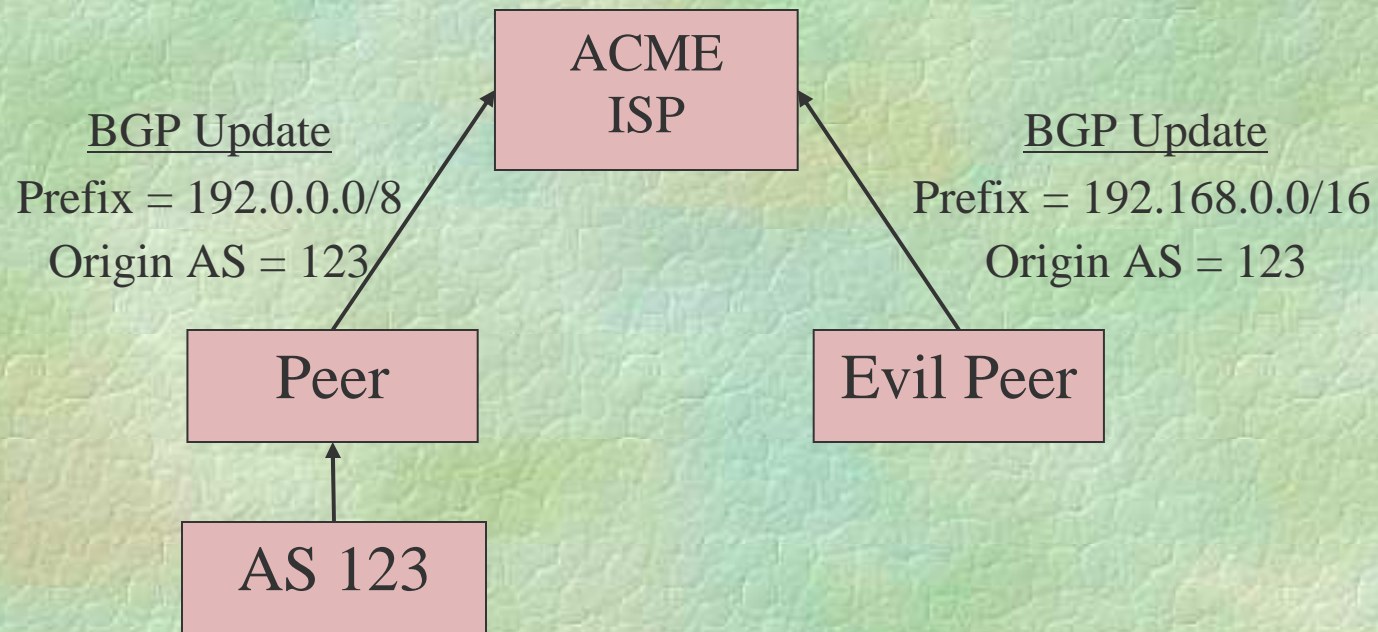 ACME
ISP
BGP Update
Prefix = 192.0.0.0/8
Origin AS = 123
BGP Update
Prefix = 192.168.0.0/16
Origin AS = 123
Peer
Evil Peer
AS 123